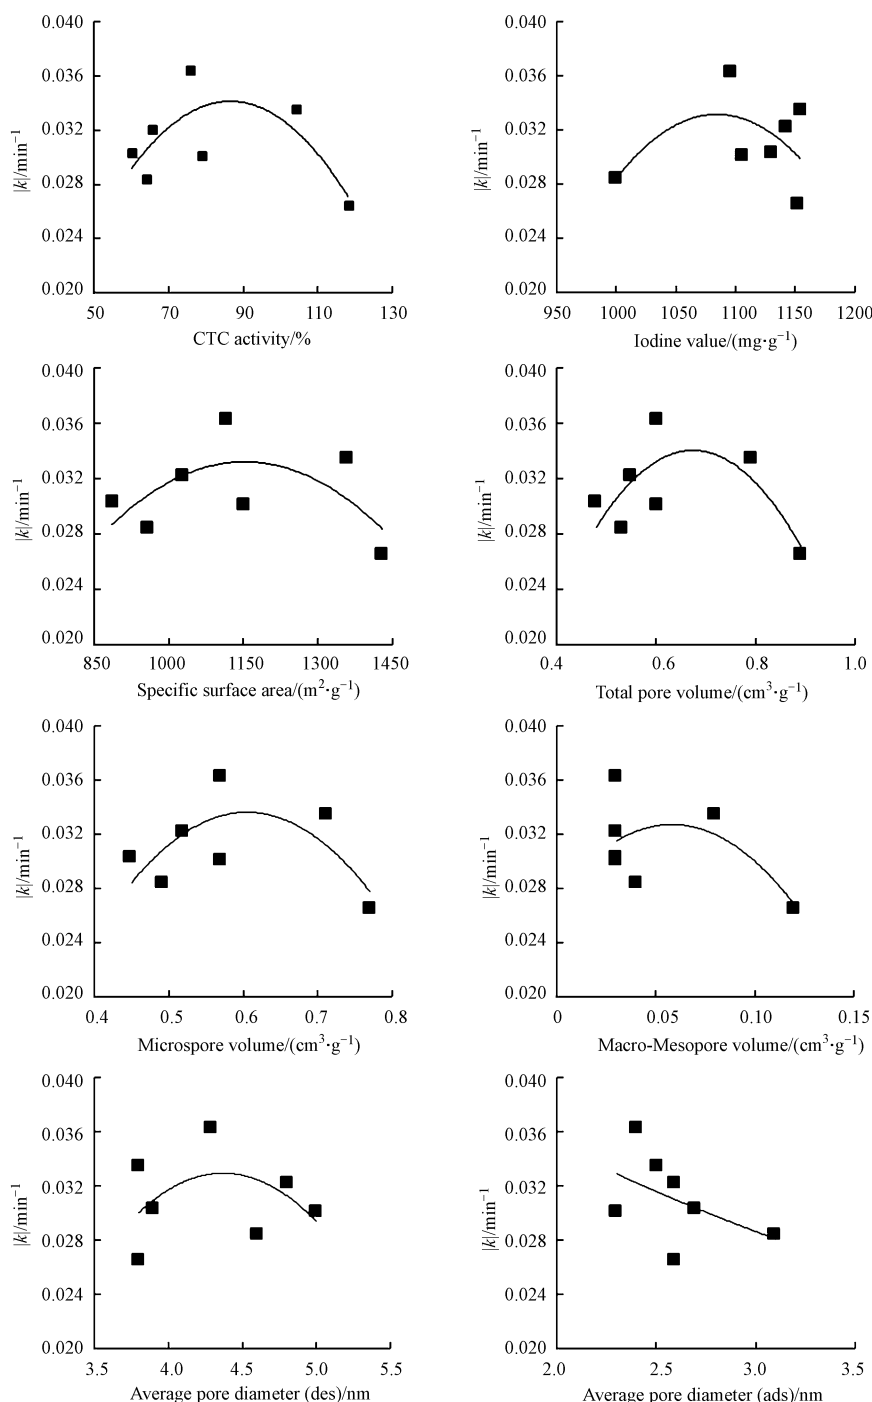 0.040
0.036
0.032
0.028
0.024
0.020
|k|/min⁻¹
50 70 90 110 130
CTC activity/%
0.040
0.036
0.032
0.028
0.024
0.020
|k|/min⁻¹
950 1000 1050 1100 1150 1200
Iodine value/(mg·g⁻¹)
0.040
0.036
0.032
0.028
0.024
0.020
|k|/min⁻¹
850 1000 1150 1300 1450
Specific surface area/(m²·g⁻¹)
0.040
0.036
0.032
0.028
0.024
0.020
|k|/min⁻¹
0.4 0.6 0.8 1.0
Total pore volume/(cm³·g⁻¹)
0.040
0.036
0.032
0.028
0.024
0.020
|k|/min⁻¹
0.4 0.5 0.6 0.7 0.8
Microspore volume/(cm³·g⁻¹)
0.040
0.036
0.032
0.028
0.024
0.020
|k|/min⁻¹
0 0.05 0.10 0.15
Macro-Mesopore volume/(cm³·g⁻¹)
0.040
0.036
0.032
0.028
0.024
0.020
|k|/min⁻¹
3.5 4.0 4.5 5.0 5.5
Average pore diameter (des)/nm
0.040
0.036
0.032
0.028
0.024
0.020
|k|/min⁻¹
2.0 2.5 3.0 3.5
Average pore diameter (ads)/nm